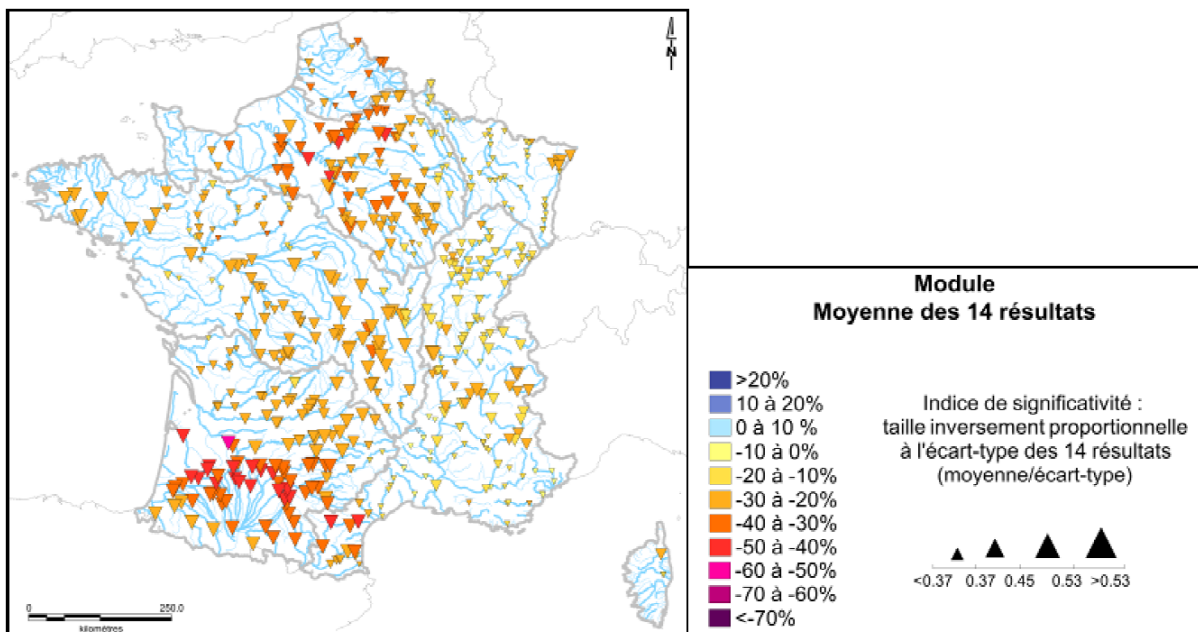 N
0 250.0
kilomètres
Module
Moyenne des 14 résultats
>20%
10 à 20%
0 à 10 %
-10 à 0%
-20 à -10%
-30 à -20%
-40 à -30%
-50 à -40%
-60 à -50%
-70 à -60%
<-70%
Indice de significativité :
taille inversement proportionnelle
à l'écart-type des 14 résultats
(moyenne/écart-type)
<0.37 0.37 0.45 0.53 >0.53